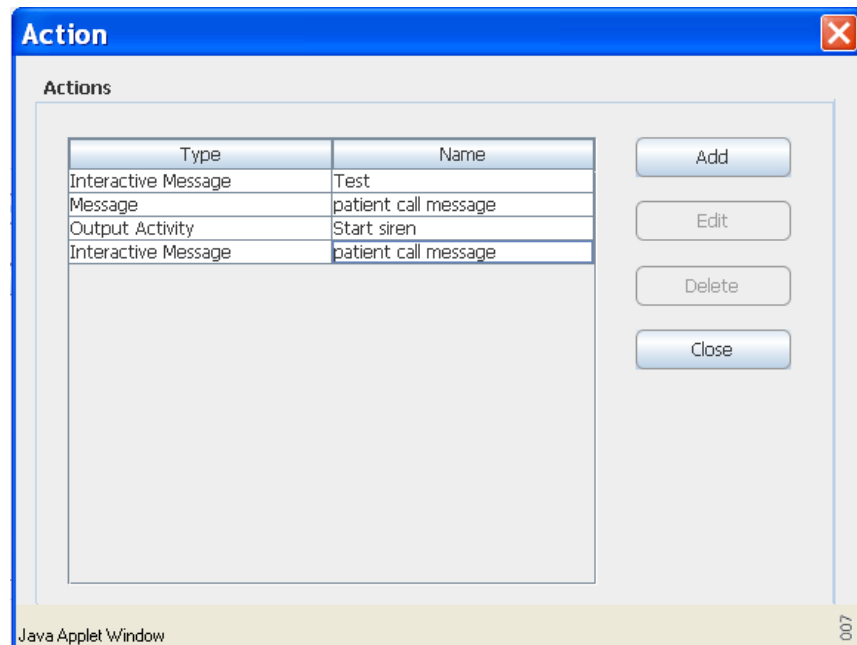 Action
Actions
Type Name
Add
Interactive Message Test
Message patient call message
Edit
Output Activity Start siren
Interactive Message patient call message
Delete
Close
Java Applet Window
007